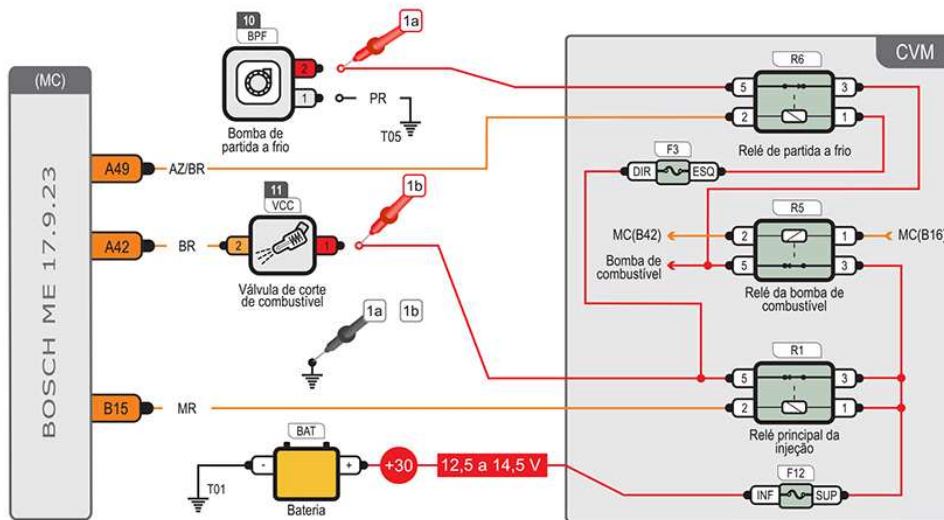 10
BPF
2
1
1a
PR
T05
Bomba de
partida a frio
(MC)
BOSCH ME 17.9.23
A49
AZ/BR
11
VCC
A42
BR
2
1
1b
Válvula de corte
de combustível
1a
1b
B15
MR
BAT
-
+
+30
12,5 a 14,5 V
T01
Bateria
CVM
R6
5
3
2
1
Relé de partida a frio
F3
DIR
ESQ
R5
MC(B42)
2
1
MC(B16)
Bomba de
combustível
5
3
Relé da bomba de
combustível
R1
5
3
2
1
Relé principal da
injeção
F12
INF
SUP